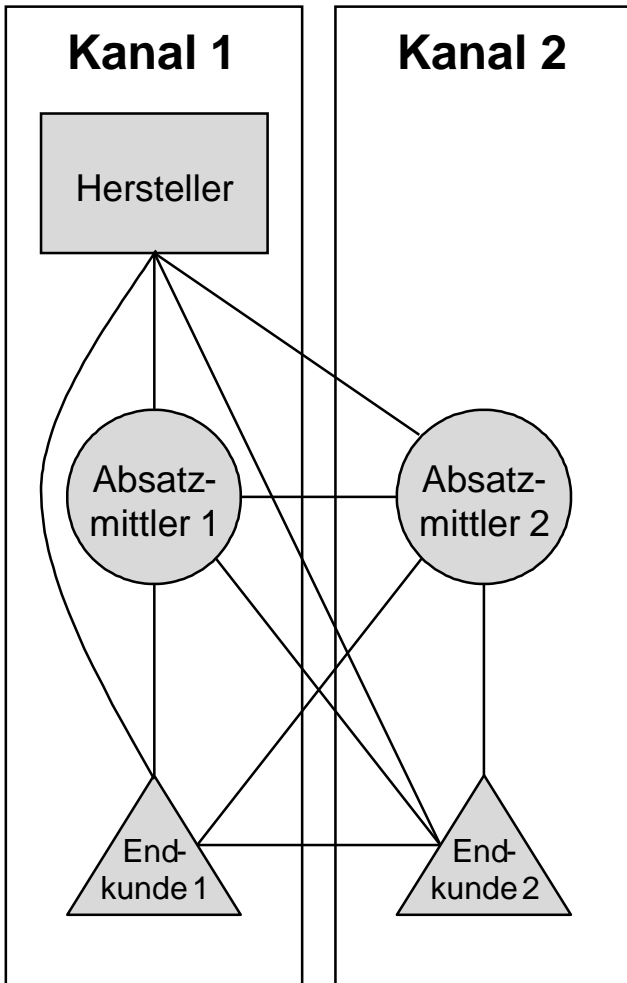 Kanal 1
Kanal 2
Hersteller
Absatz-
mittler 1
Absatz-
mittler 2
End-
kunde 1
End-
kunde 2